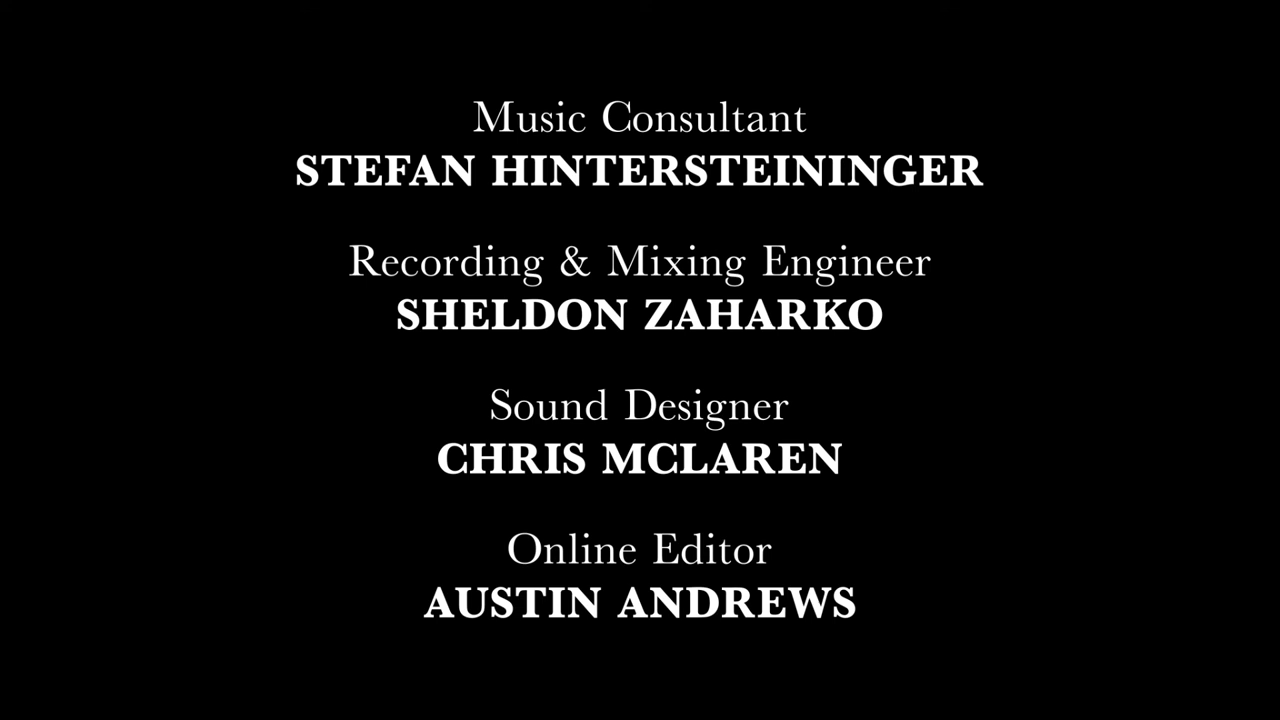 Music Consultant
STEFAN HINTERSTEININGER
Recording & Mixing Engineer
SHELDON ZAHARKO
Sound Designer
CHRIS MCLAREN
Online Editor
AUSTIN ANDREWS